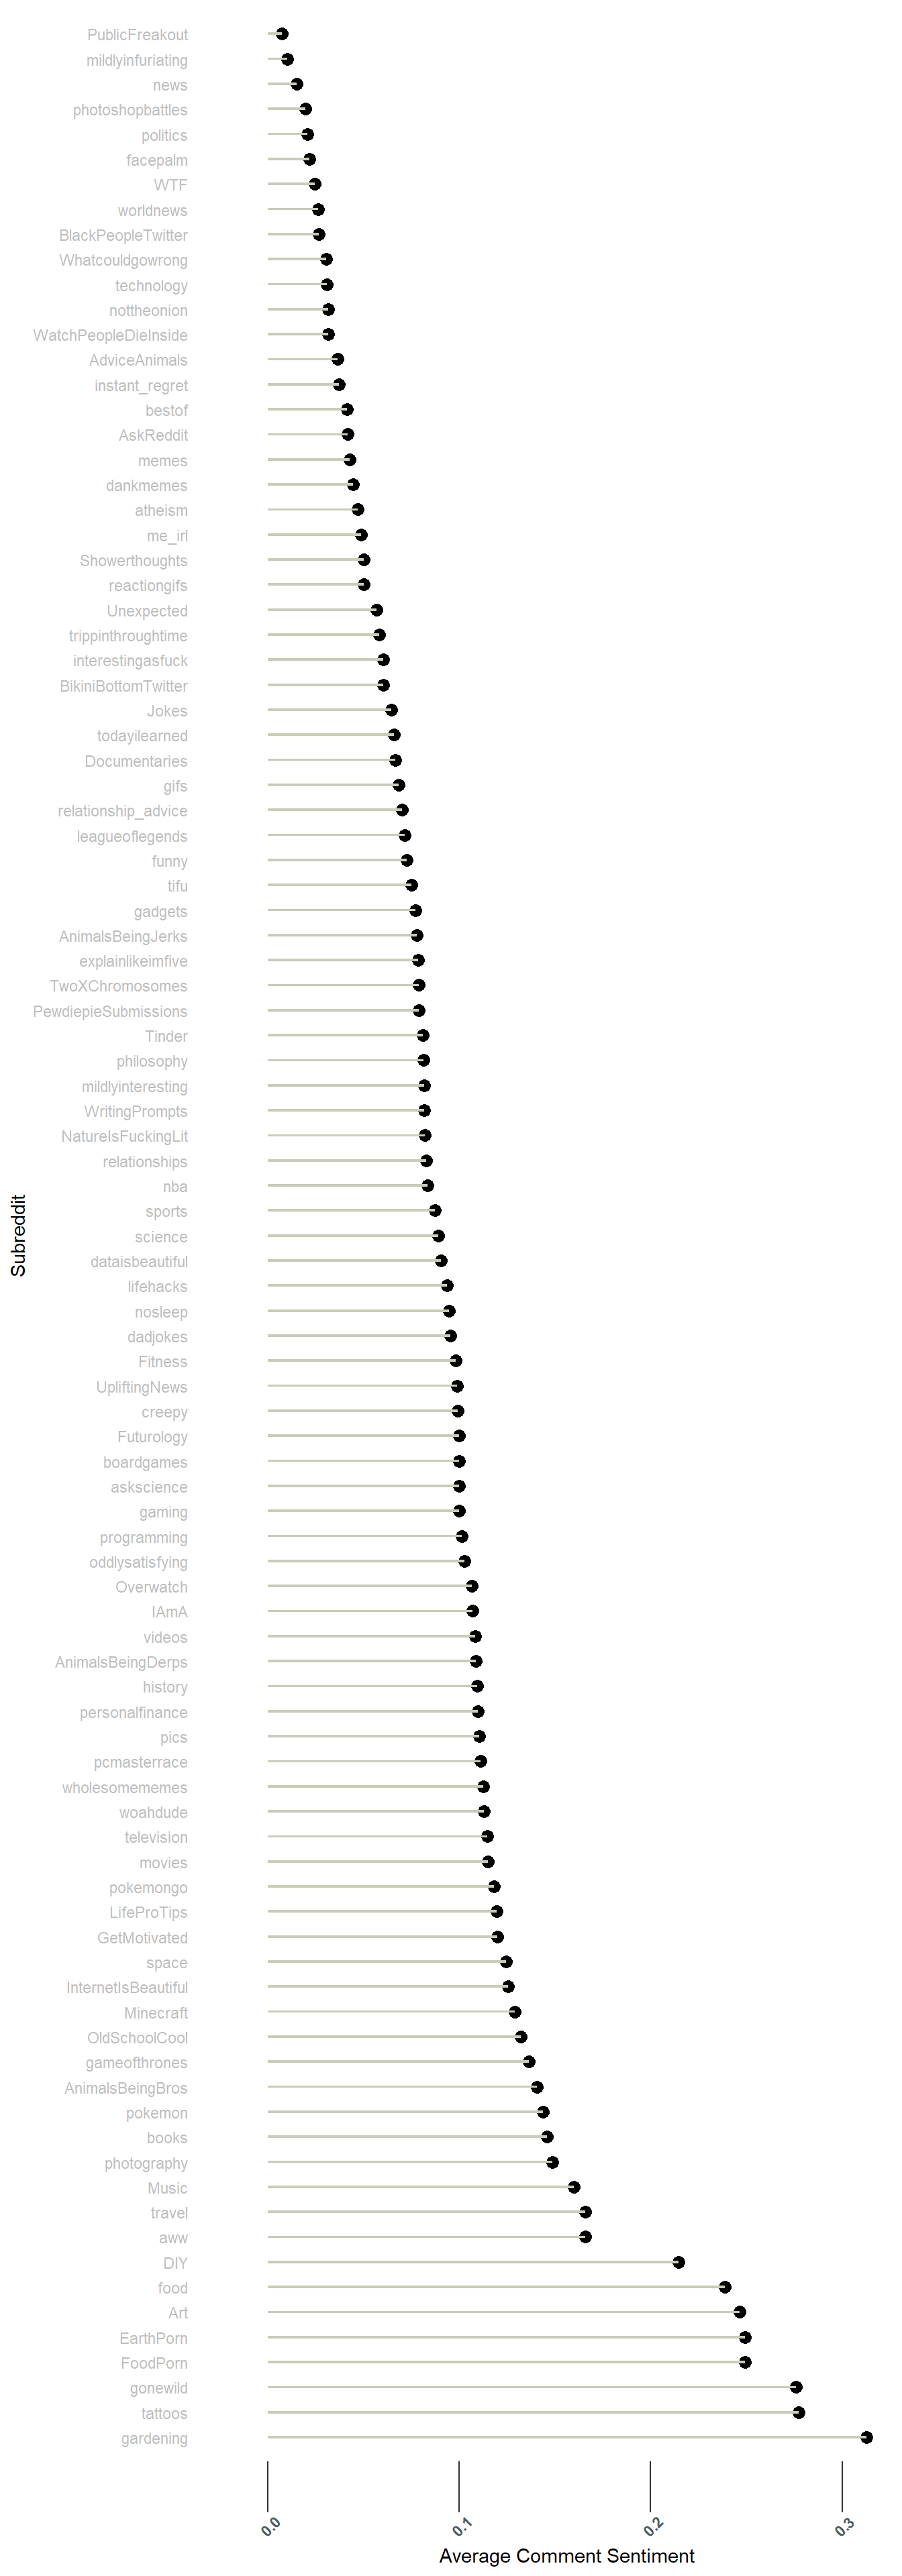 PublicFreakout
mildlyinfuriating
news
photoshopbattles
politics
facepalm
WTF
worldnews
BlackPeopleTwitter
Whatcouldgowrong
technology
nottheonion
WatchPeopleDieInside
AdviceAnimals
instant_regret
bestof
AskReddit
memes
dankmemes
atheism
me_irl
Showerthoughts
reactiongifs
Unexpected
trippinthroughtime
interestingasfuck
BikiniBottomTwitter
Jokes
todayilearned
Documentaries
gifs
relationship_advice
leagueoflegends
funny
tifu
gadgets
AnimalsBeingJerks
explainlikeimfive
TwoXChromosomes
PewdiepieSubmissions
Tinder
philosophy
mildlyinteresting
WritingPrompts
NatureIsFuckingLit
relationships
nba
sports
science
dataisbeautiful
lifehacks
nosleep
dadjokes
Fitness
UpliftingNews
creepy
Futurology
boardgames
askscience
gaming
programming
oddlysatisfying
Overwatch
IAmA
videos
AnimalsBeingDerps
history
personalfinance
pics
pcmasterrace
wholesomememes
woahdude
television
movies
pokemongo
LifeProTips
GetMotivated
space
InternetIsBeautiful
Minecraft
OldSchoolCool
gameofthrones
AnimalsBeingBros
pokemon
books
photography
Music
travel
aww
DIY
food
Art
EarthPorn
FoodPorn
gonewild
tattoos
gardening
Subreddit
0.0 0.1 0.2 0.3
Average Comment Sentiment